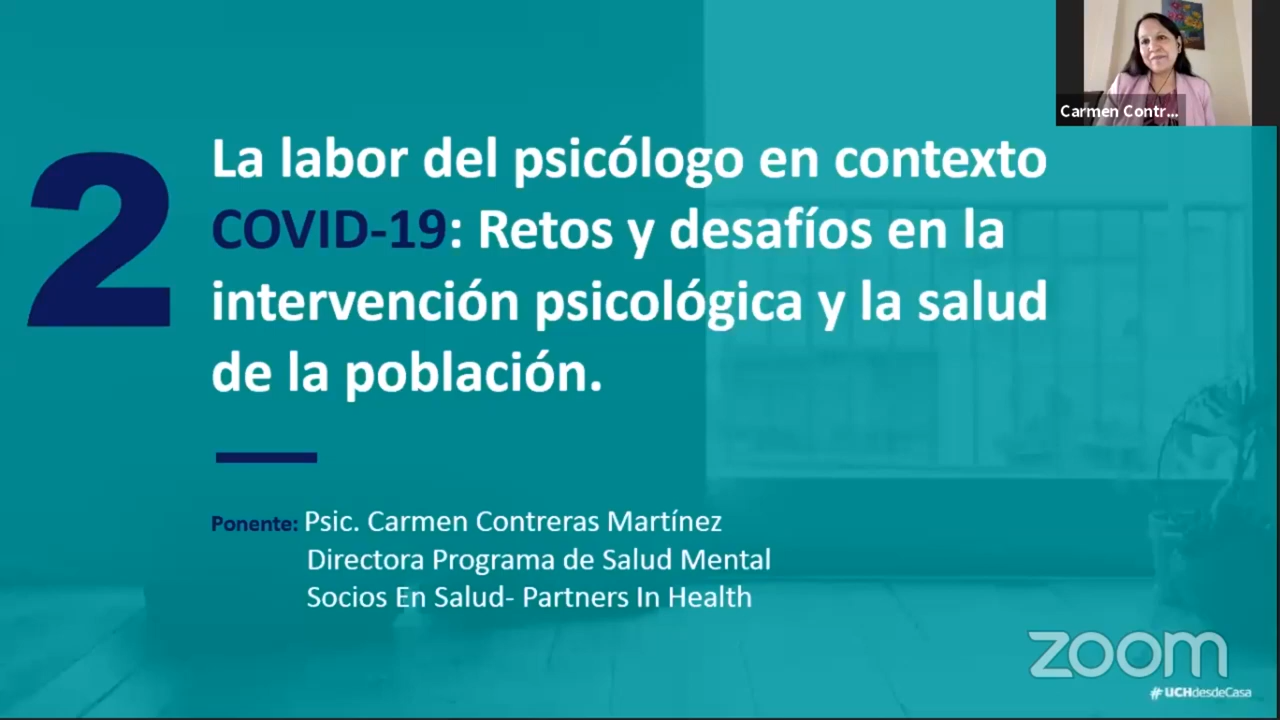 Carmen Contr...
2
La labor del psicólogo en contexto
COVID-19: Retos y desafíos en la
intervención psicológica y la salud
de la población.
Ponente: Psic. Carmen Contreras Martínez
Directora Programa de Salud Mental
Socios En Salud- Partners In Health
zoom
#UCHdesdeCasa